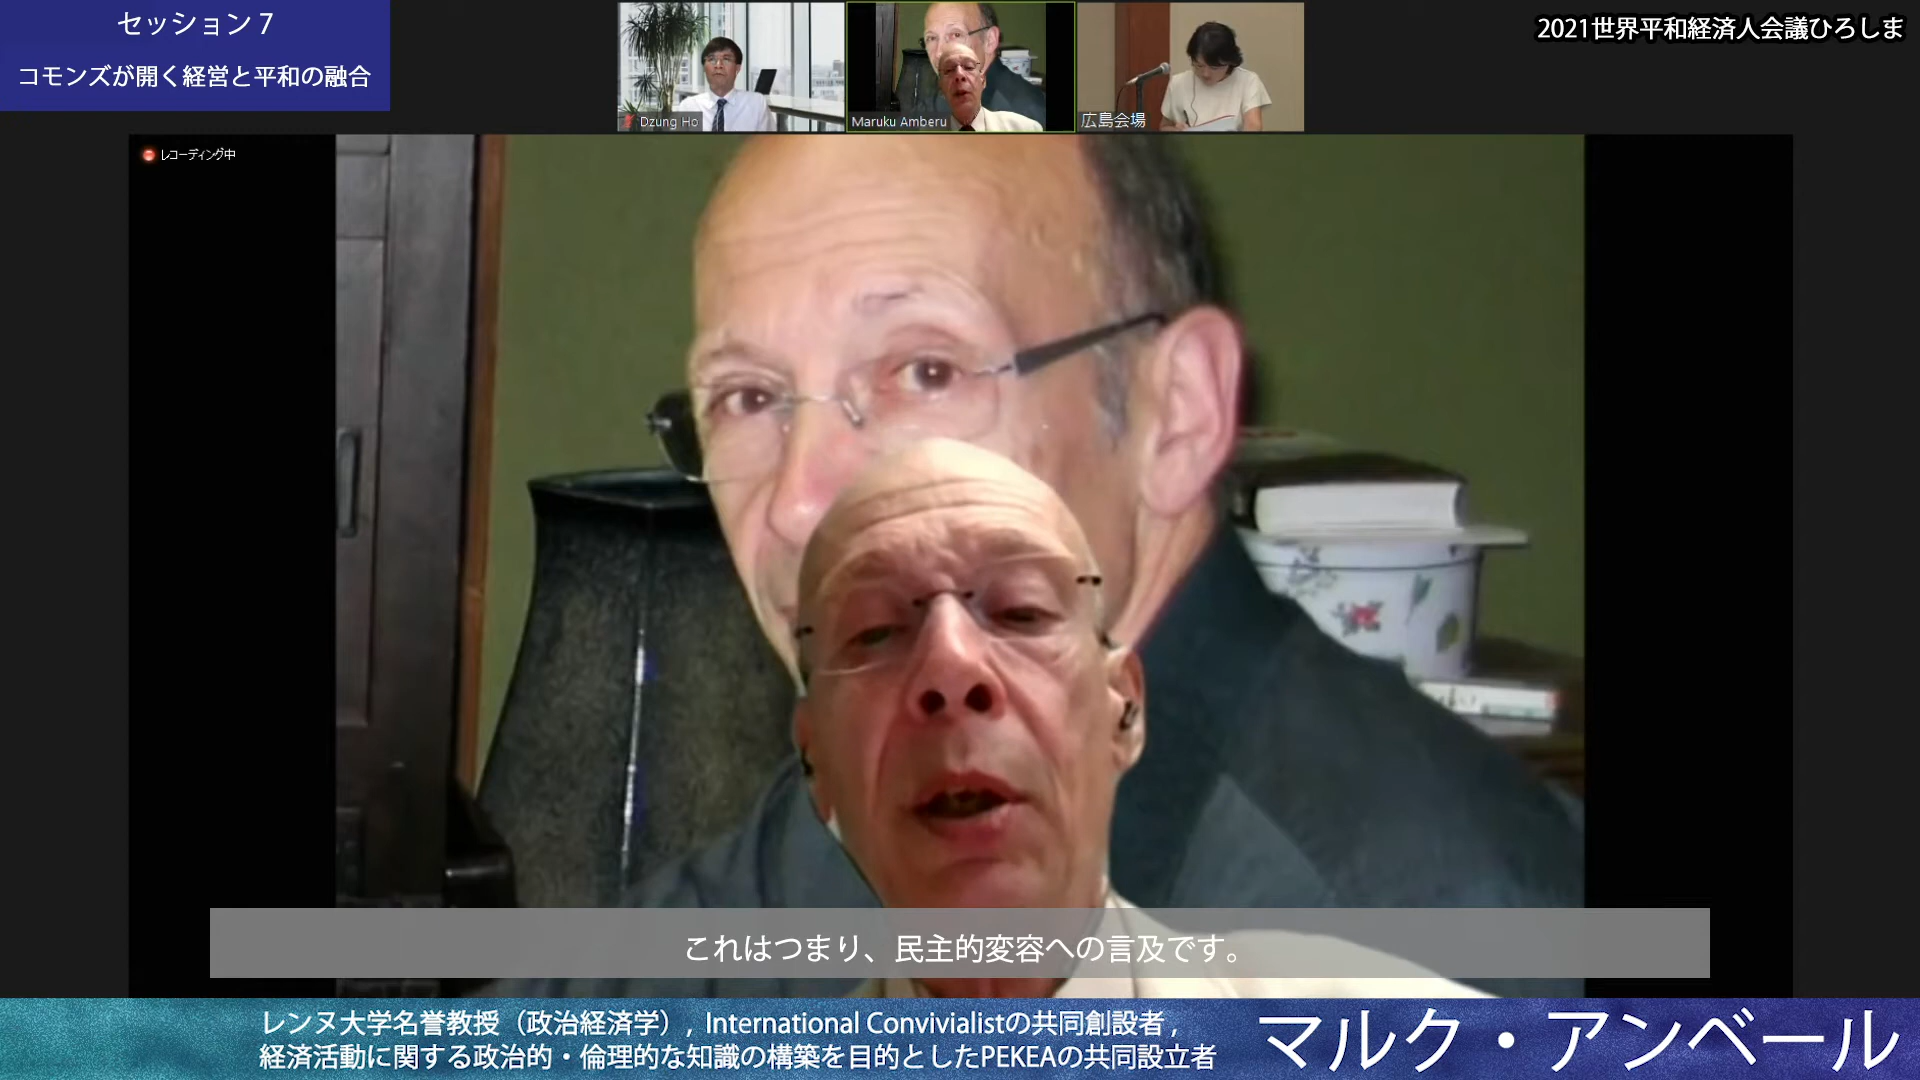 セッション７
コモンズが開く経営と平和の融合
2021世界平和経済人会議ひろしま
Dzung Ho
Maruku Amberu
広島会場
レコーディング中
これはつまり、民主的変容への言及です。
レンヌ大学名誉教授（政治経済学）, International Convivialistの共同創設者 ,
経済活動に関する政治的・倫理的な知識の構築を目的としたPEKEAの共同設立者
マルク・アンベール